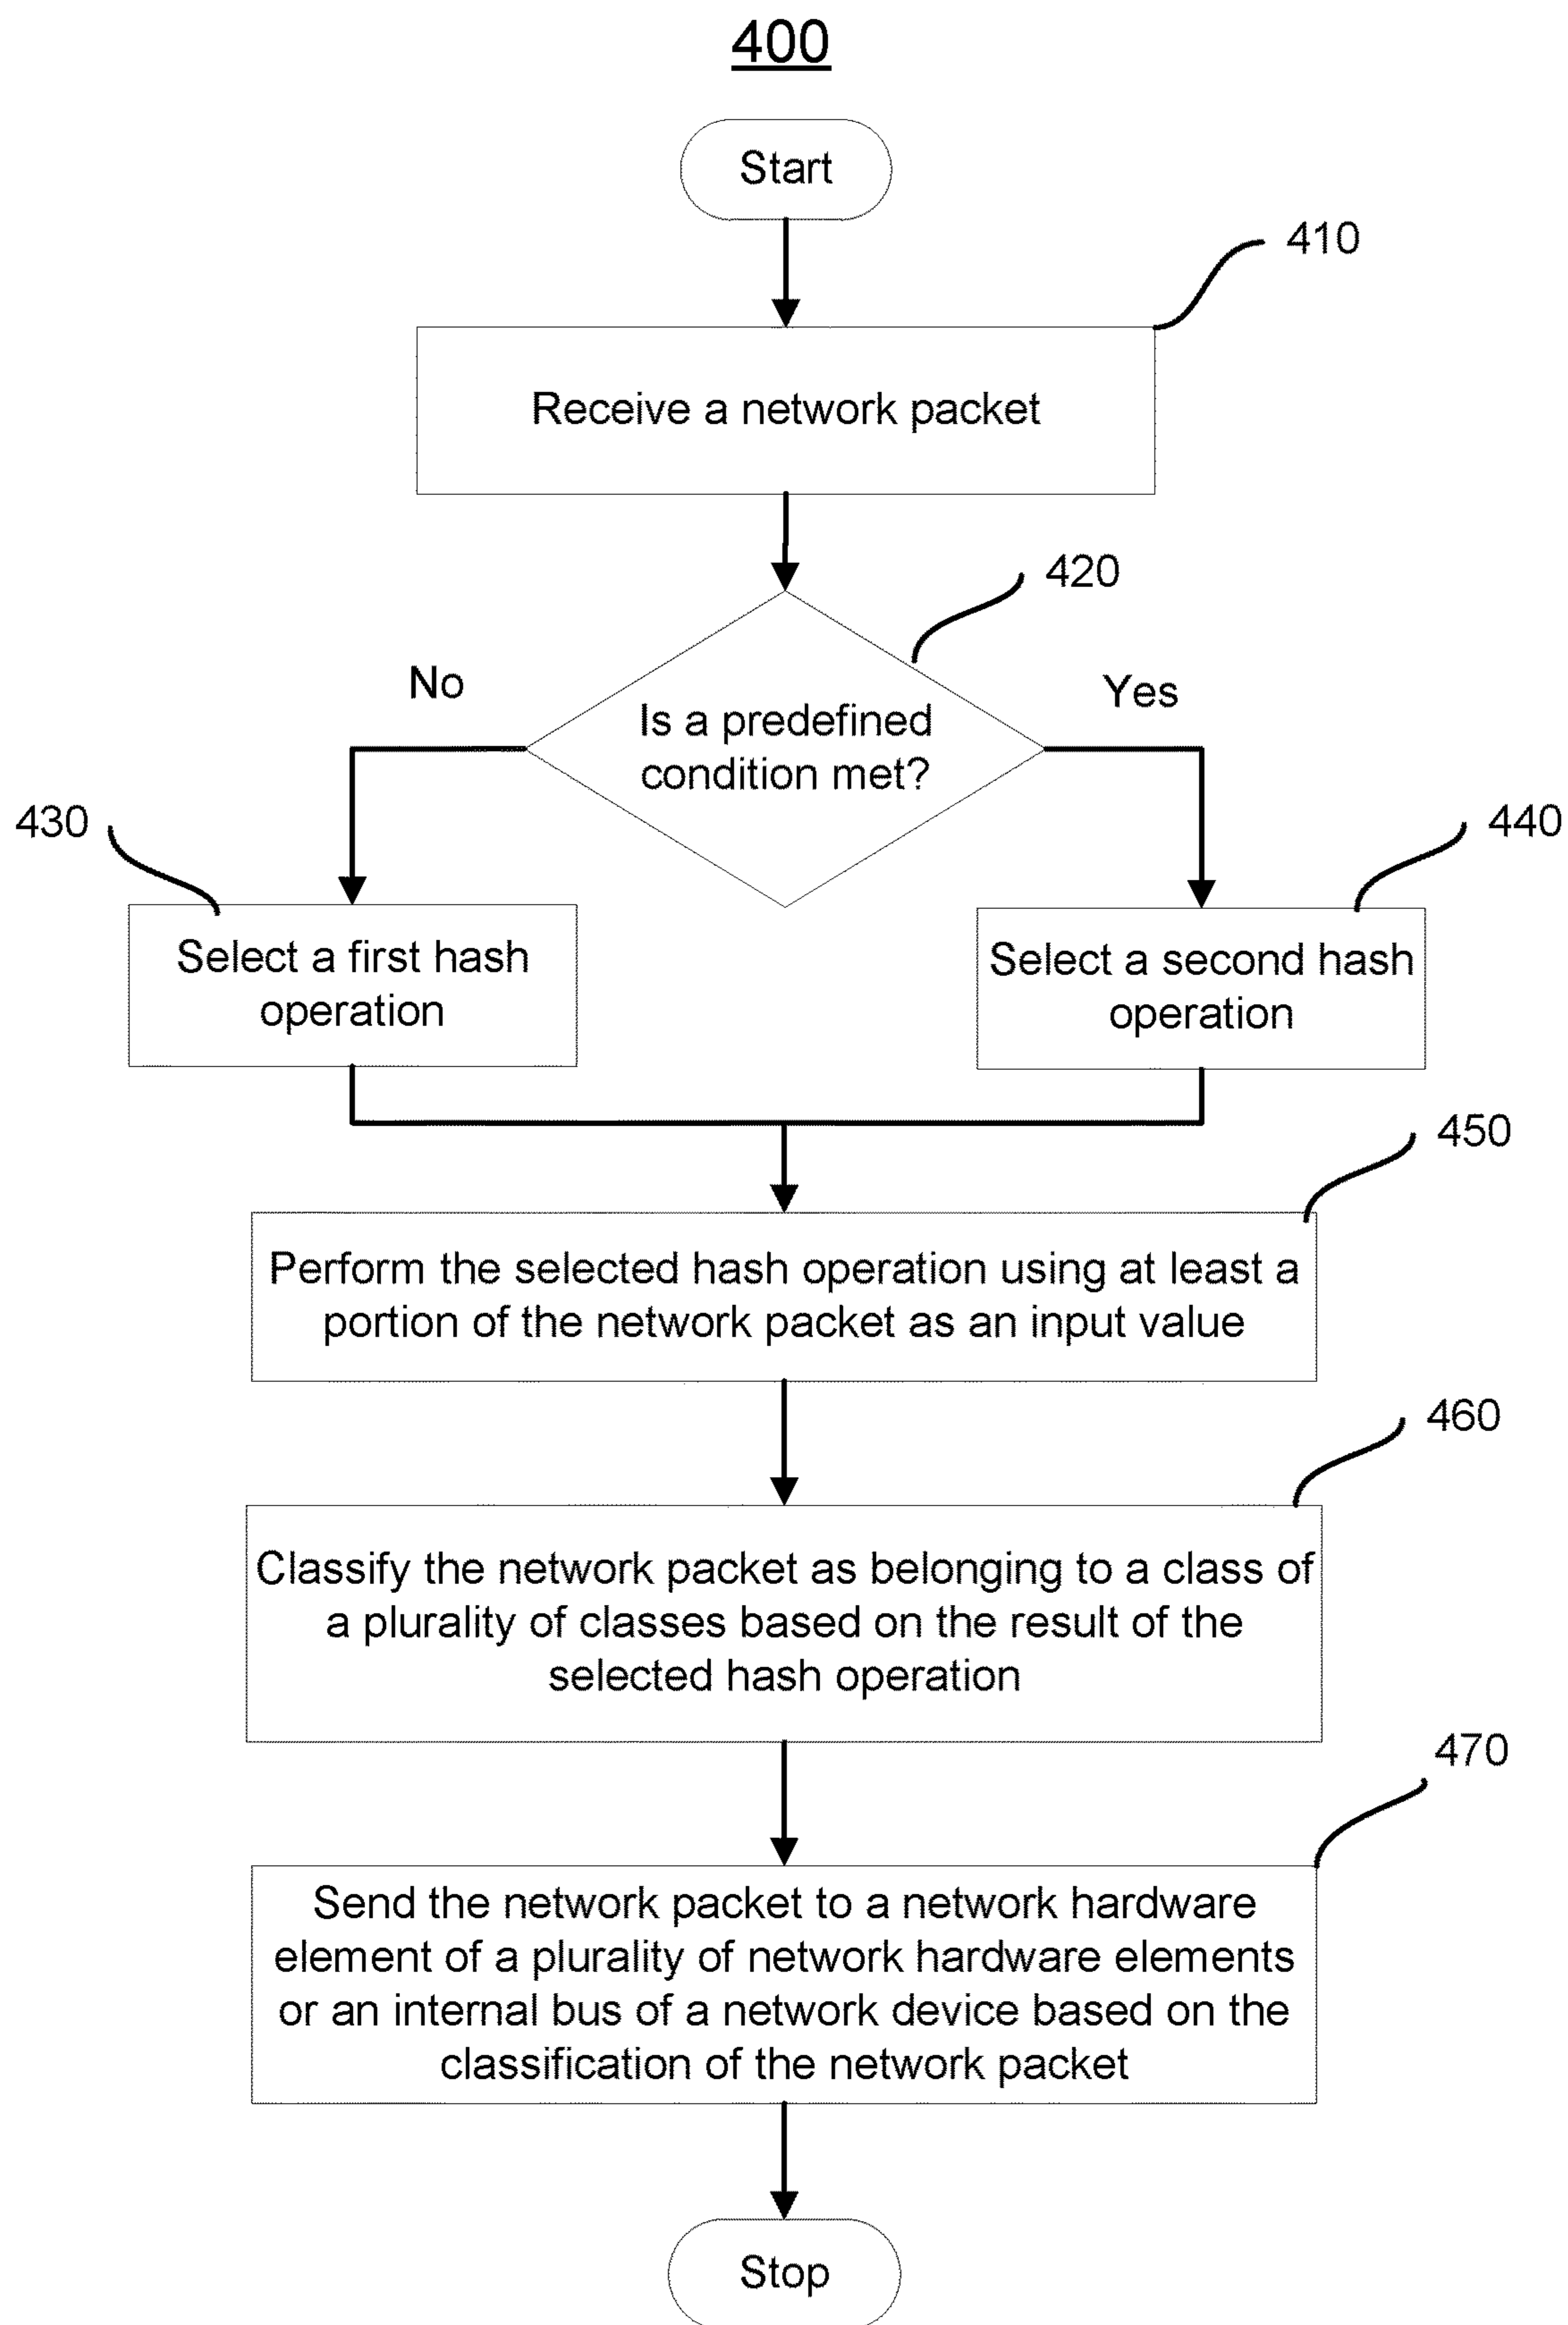 400
Start
410
Receive a network packet
420
No
Yes
Is a predefined
condition met?
430
440
Select a first hash
operation
Select a second hash
operation
450
Perform the selected hash operation using at least a
portion of the network packet as an input value
460
Classify the network packet as belonging to a class of
a plurality of classes based on the result of the
selected hash operation
470
Send the network packet to a network hardware
element of a plurality of network hardware elements
or an internal bus of a network device based on the
classification of the network packet
Stop